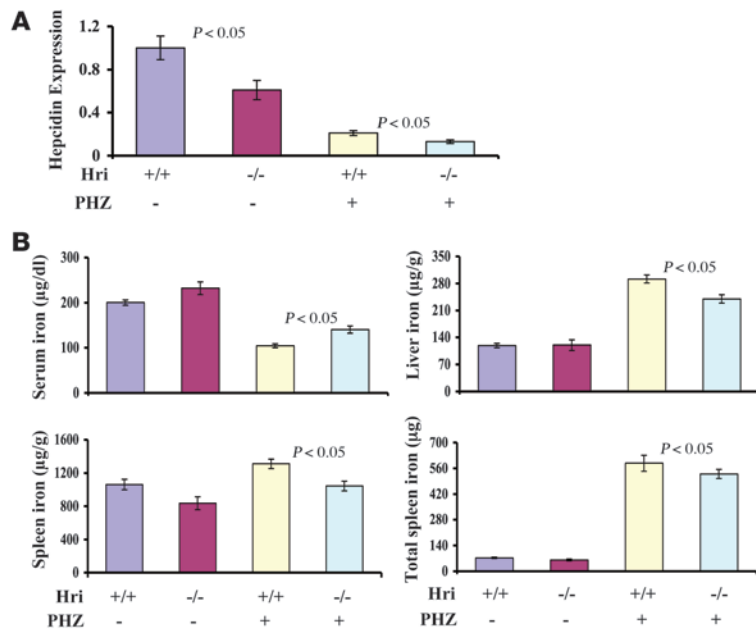 A
Hepcidin Expression
1.2
0.8
0.4
0
P < 0.05
P < 0.05
Hri +/+ -/- +/+ -/-
PHZ - - + +
B
Serum iron (µg/dl)
300
200
100
0
P < 0.05
Liver iron (µg/g)
350
280
210
140
70
0
P < 0.05
Spleen iron (µg/g)
1600
1200
800
400
0
P < 0.05
Total spleen iron (µg)
700
560
420
280
140
0
P < 0.05
Hri +/+ -/- +/+ -/- +/+ -/- +/+ -/-
PHZ - - + + - - + +